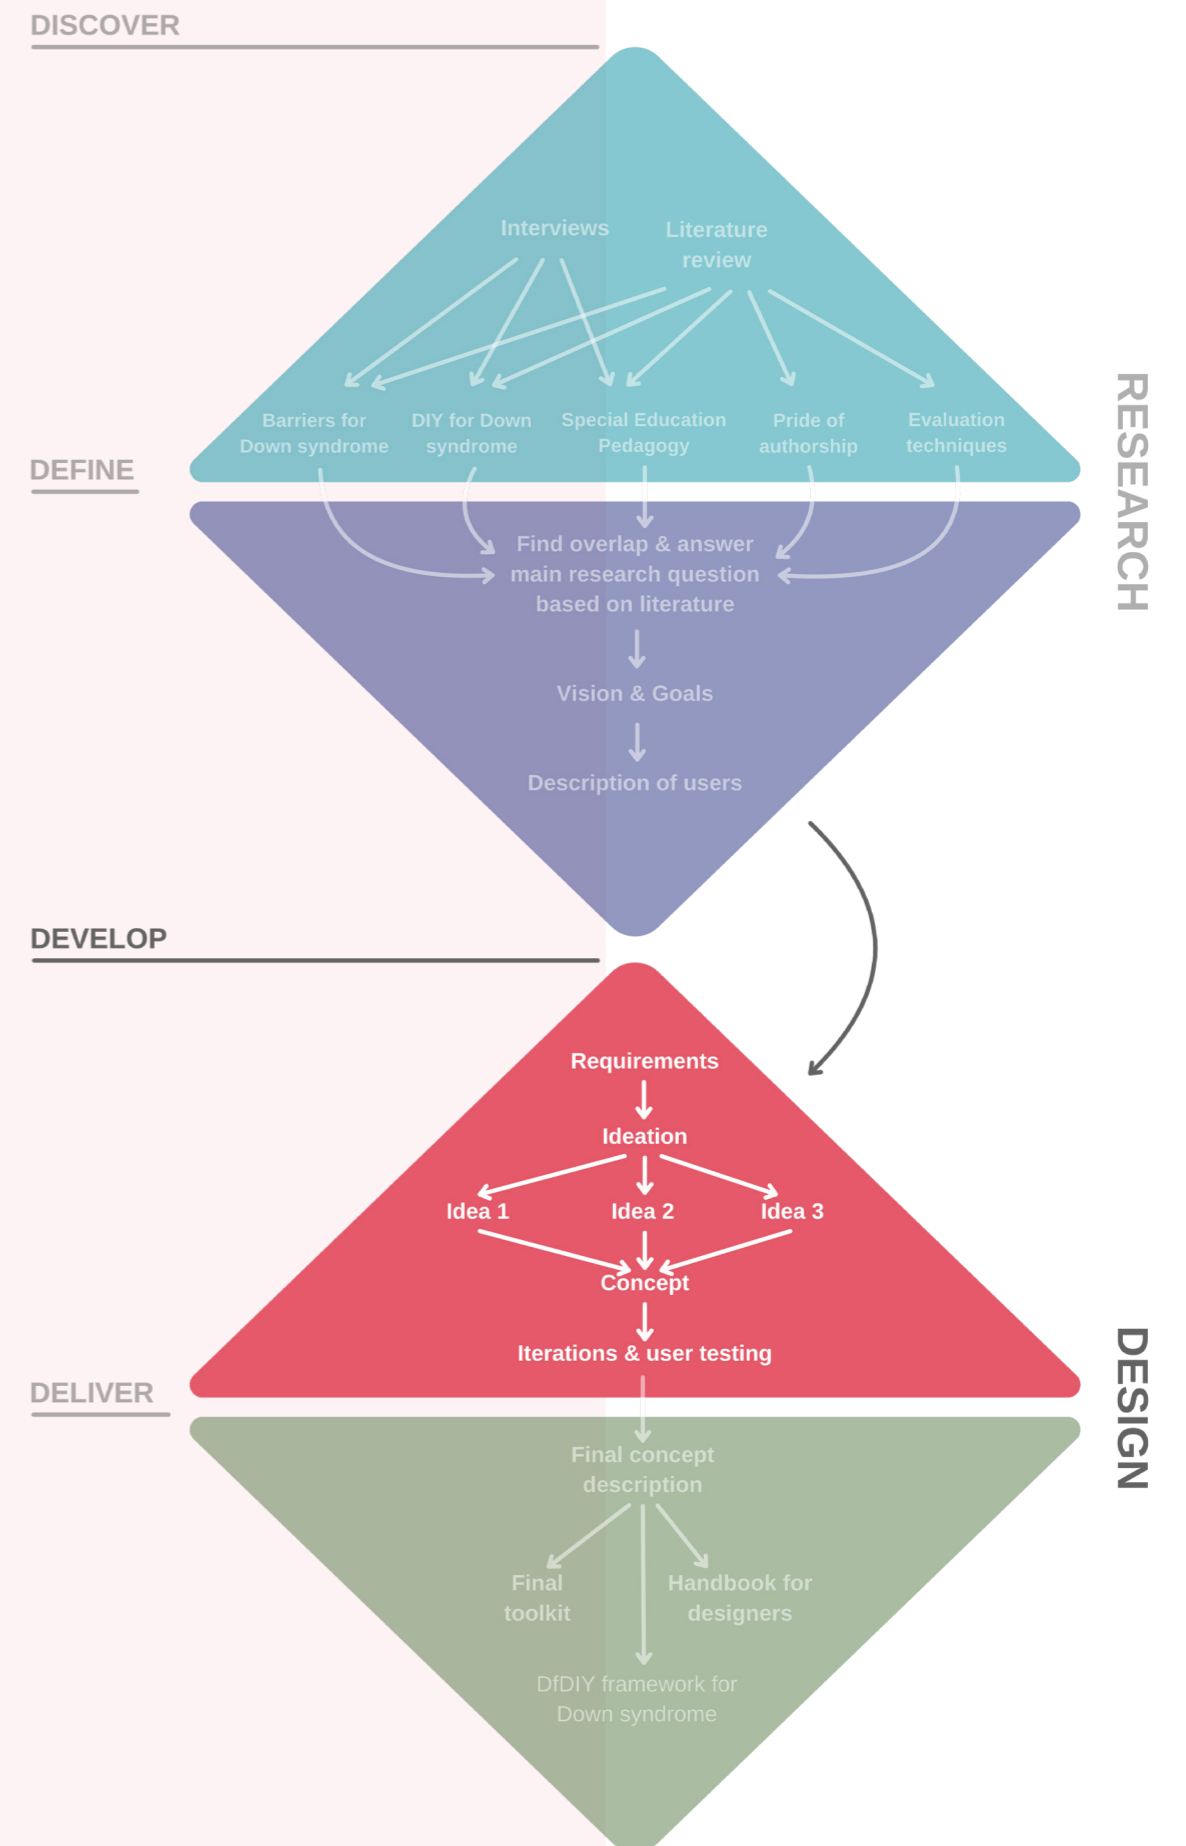 DISCOVER
Interviews
Literature
review
Barriers for
Down syndrome
DIY for Down
syndrome
Special Education
Pedagogy
Pride of
authorship
Evaluation
techniques
RESEARCH
DEFINE
Find overlap & answer
main research question
based on literature
Vision & Goals
Description of users
DEVELOP
Requirements
Ideation
Idea 1
Idea 2
Idea 3
Concept
Iterations & user testing
DESIGN
DELIVER
Final concept
description
Final
toolkit
Handbook for
designers
DfDIY framework for
Down syndrome